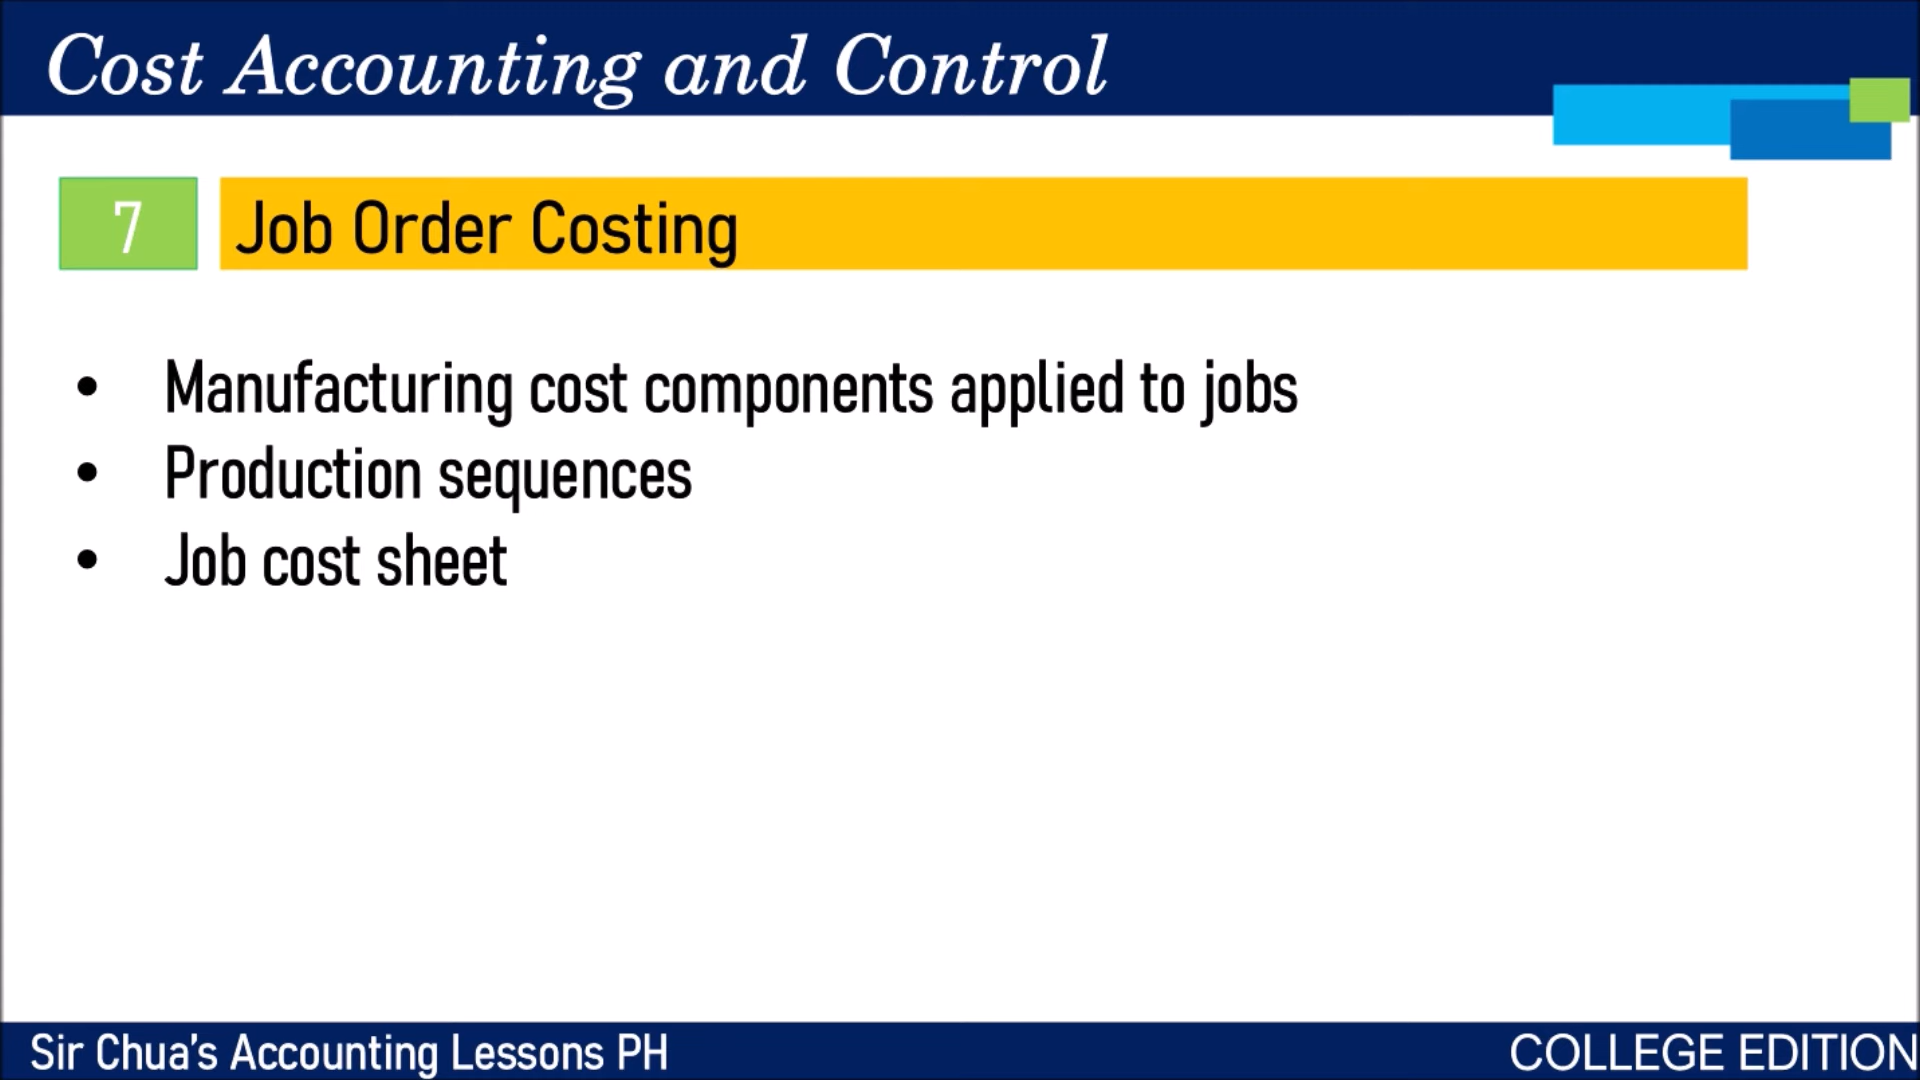 Cost Accounting and Control
7 Job Order Costing
• Manufacturing cost components applied to jobs
• Production sequences
• Job cost sheet
Sir Chua's Accounting Lessons PH COLLEGE EDITION